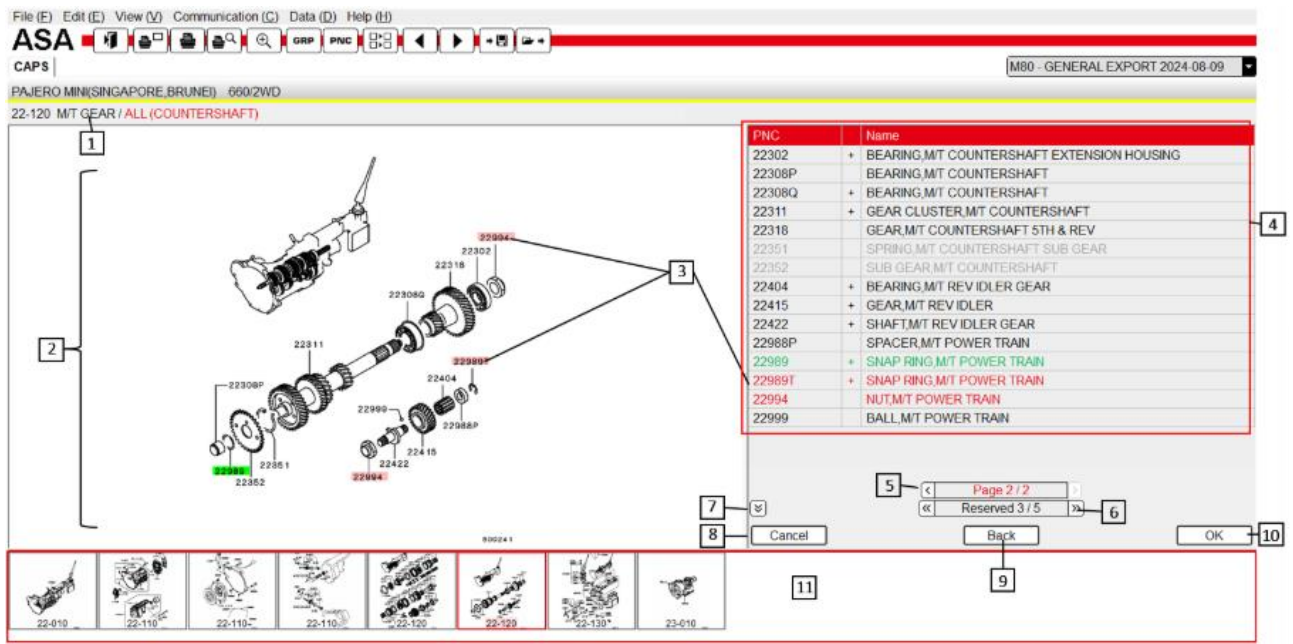 File (F) Edit (E) View (V) Communication (C) Data (D) Help (H)
ASA
GRP PNC
CAPS
M80 - GENERAL EXPORT 2024-08-09
PAJERO MINI(SINGAPORE,BRUNEI) 660/2WD
22-120 M/T GEAR / ALL (COUNTERSHAFT)
1
2
3
22994
22302
22318
22308Q
22311
22989T
22404
22308P
22999
22988P
22415
22351
22422
22989
22994
22352
500241
PNC Name
22302 + BEARING,M/T COUNTERSHAFT EXTENSION HOUSING
22308P BEARING,M/T COUNTERSHAFT
22308Q + BEARING,M/T COUNTERSHAFT
22311 + GEAR CLUSTER,M/T COUNTERSHAFT
22318 GEAR,M/T COUNTERSHAFT 5TH & REV
22351 SPRING,M/T COUNTERSHAFT SUB GEAR
22352 SUB GEAR,M/T COUNTERSHAFT
22404 + BEARING,M/T REV IDLER GEAR
22415 + GEAR,M/T REV IDLER
22422 + SHAFT,M/T REV IDLER GEAR
22988P SPACER,M/T POWER TRAIN
22989 + SNAP RING,M/T POWER TRAIN
22989T + SNAP RING,M/T POWER TRAIN
22994 NUT,M/T POWER TRAIN
22999 BALL,M/T POWER TRAIN
4
5 < Page 2 / 2 >
7 « Reserved 3 / 5 » 6
8 Cancel Back OK 10
9
11
22-010 22-110 22-110 22-110 22-120 22-120 22-130 23-010